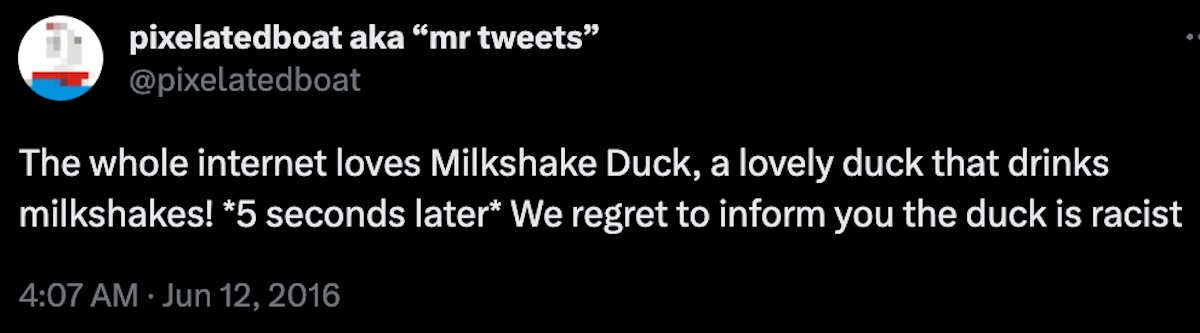 pixelatedboat aka “mr tweets”
@pixelatedboat
The whole internet loves Milkshake Duck, a lovely duck that drinks
milkshakes! *5 seconds later* We regret to inform you the duck is racist
4:07 AM · Jun 12, 2016